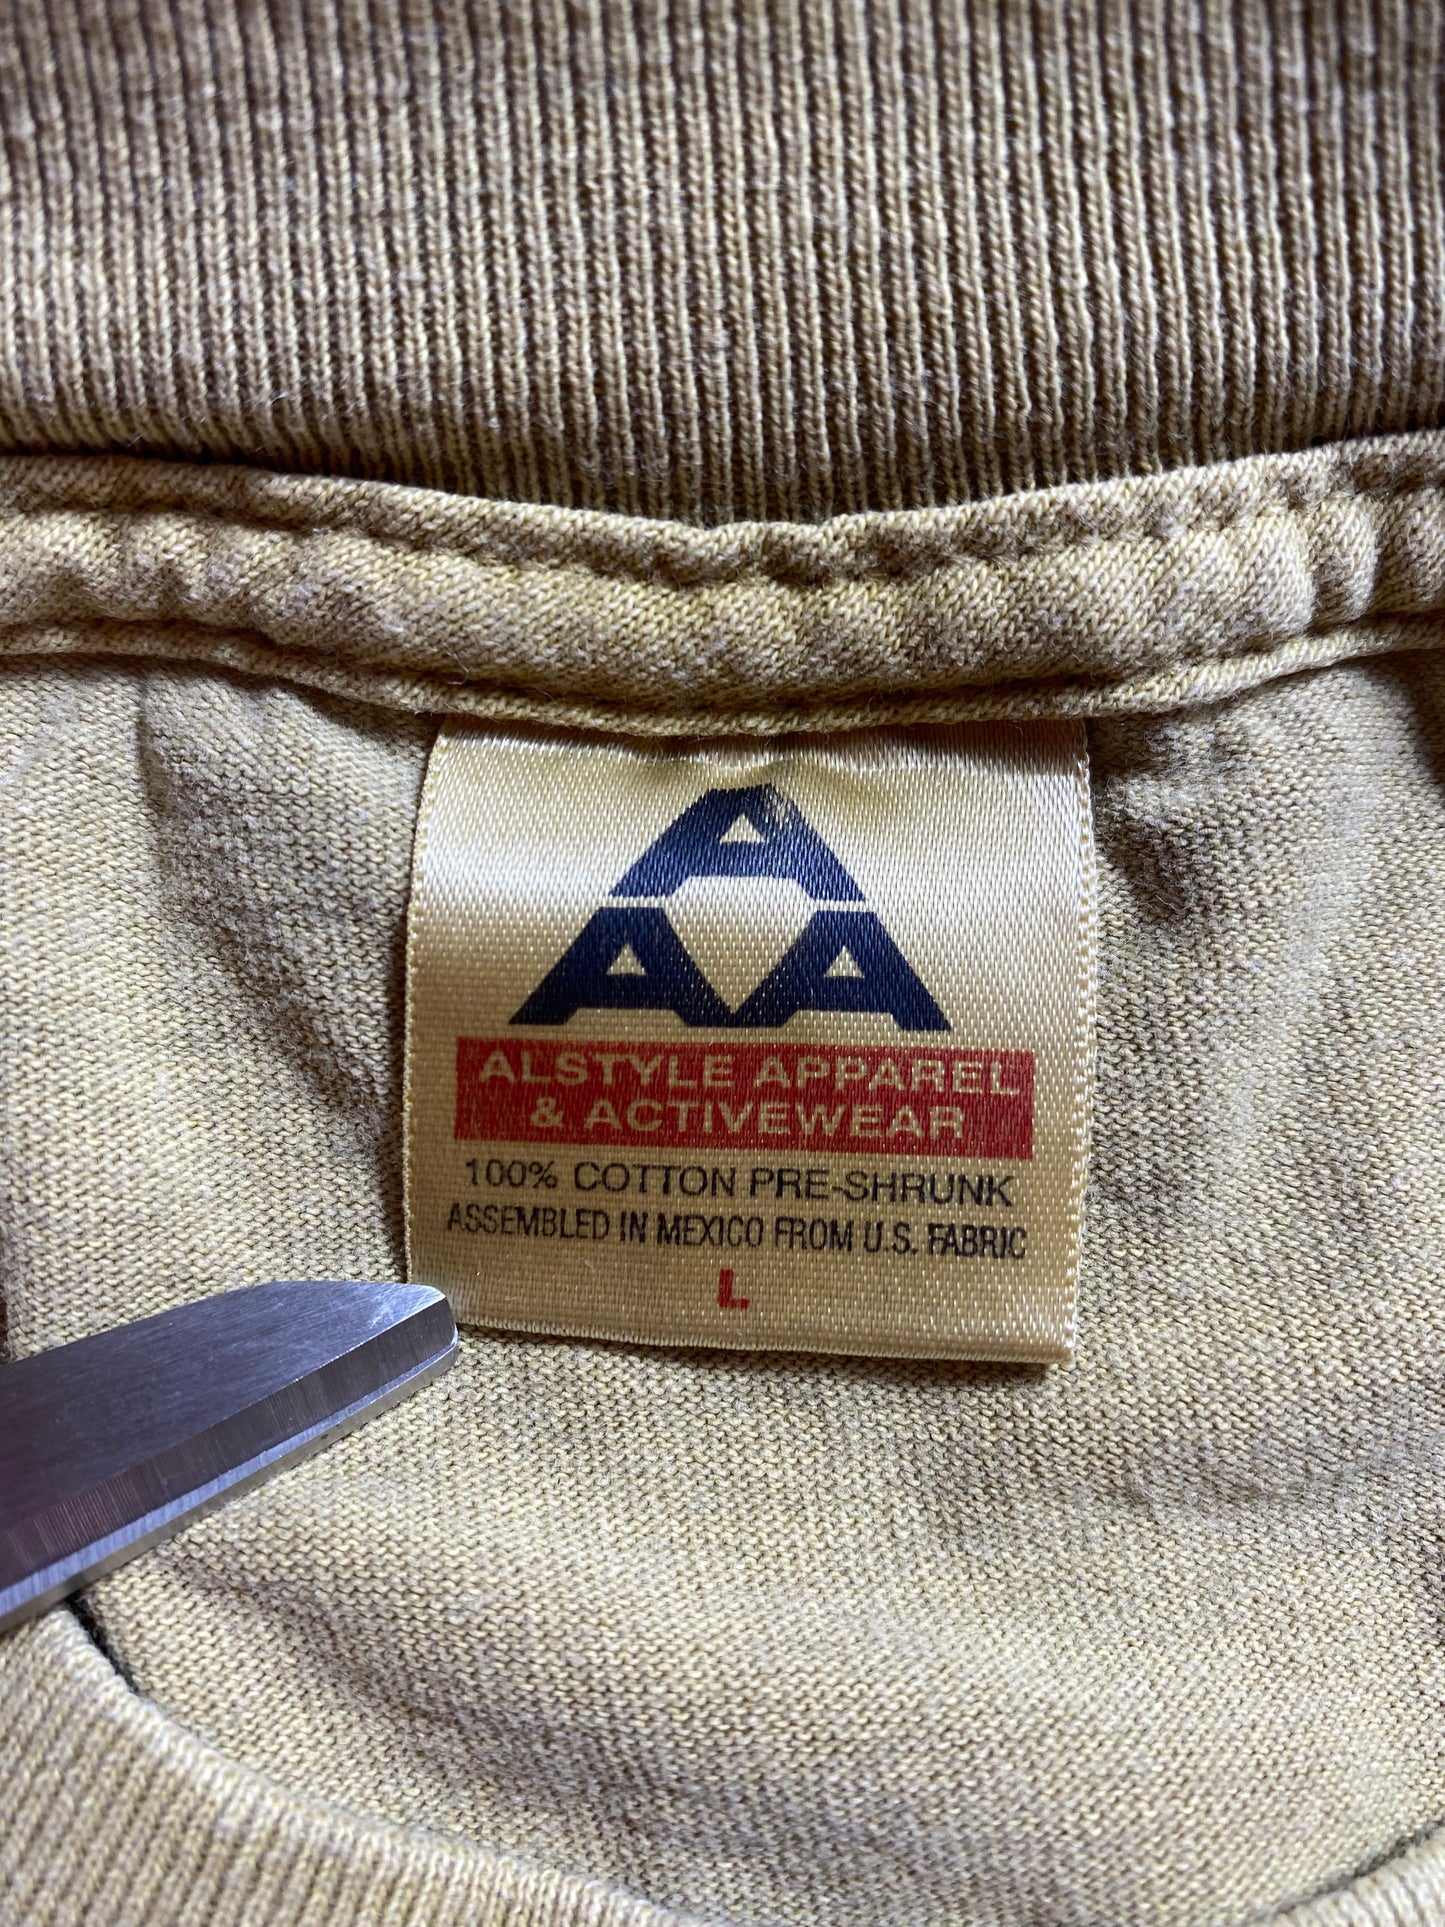 A
A A
ALSTYLE APPAREL
& ACTIVEWEAR
100% COTTON PRE-SHRUNK
ASSEMBLED IN MEXICO FROM U.S. FABRIC
L